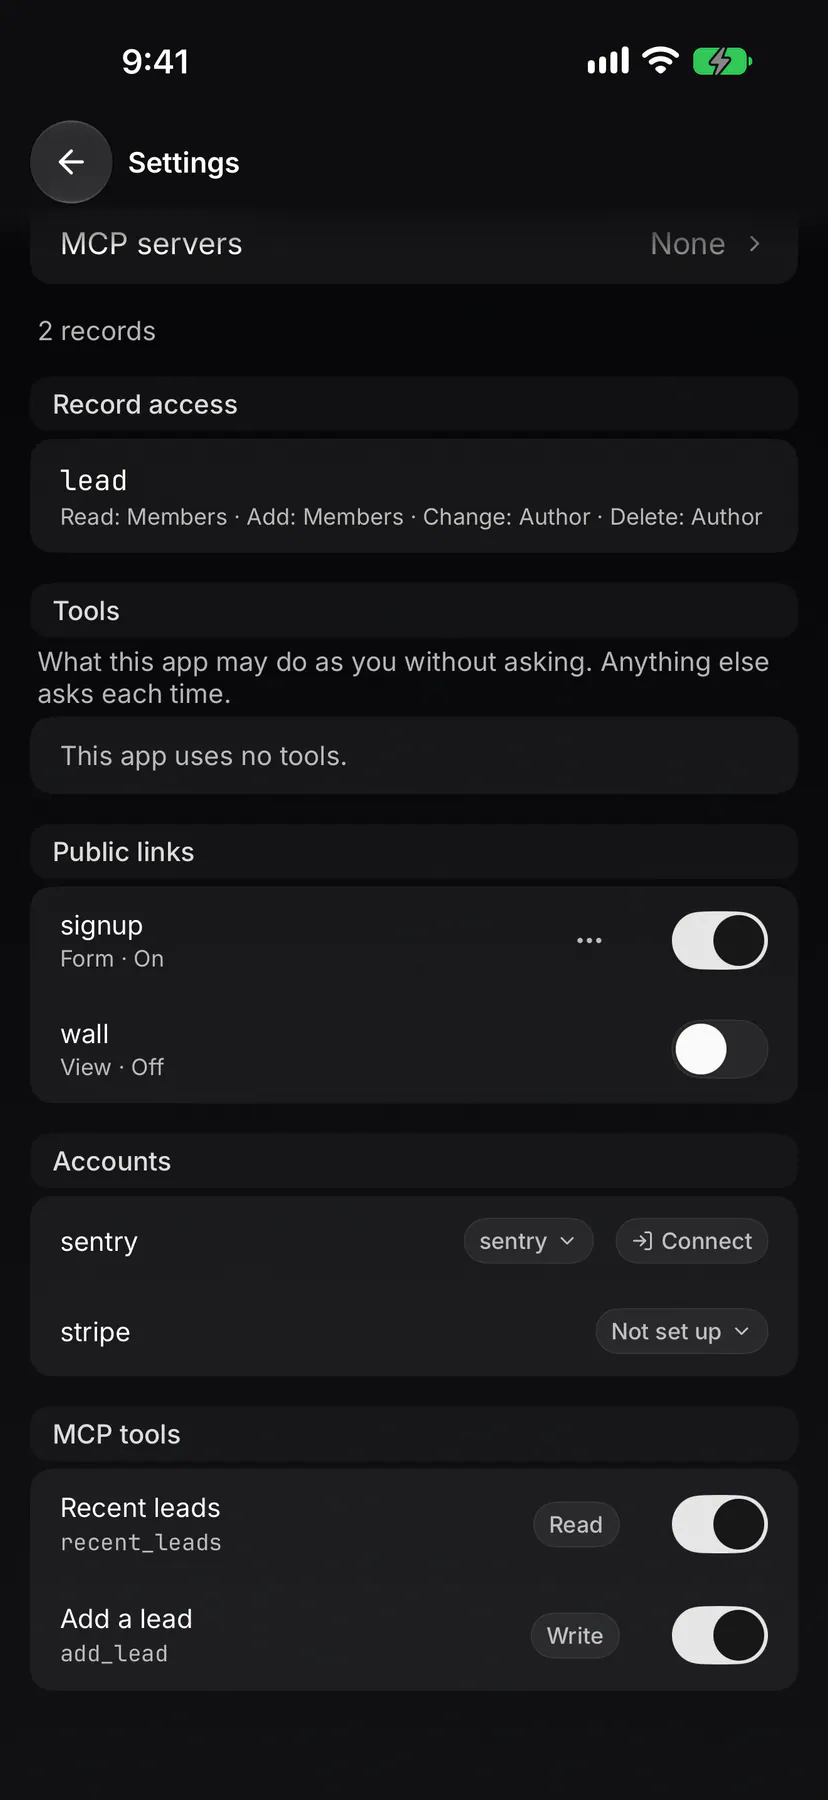 9:41
Settings
MCP servers
None
2 records
Record access
lead
Read: Members · Add: Members · Change: Author · Delete: Author
Tools
What this app may do as you without asking. Anything else
asks each time.
This app uses no tools.
Public links
signup
Form · On
wall
View · Off
Accounts
sentry
sentry
Connect
stripe
Not set up
MCP tools
Recent leads
recent_leads
Read
Add a lead
add_lead
Write